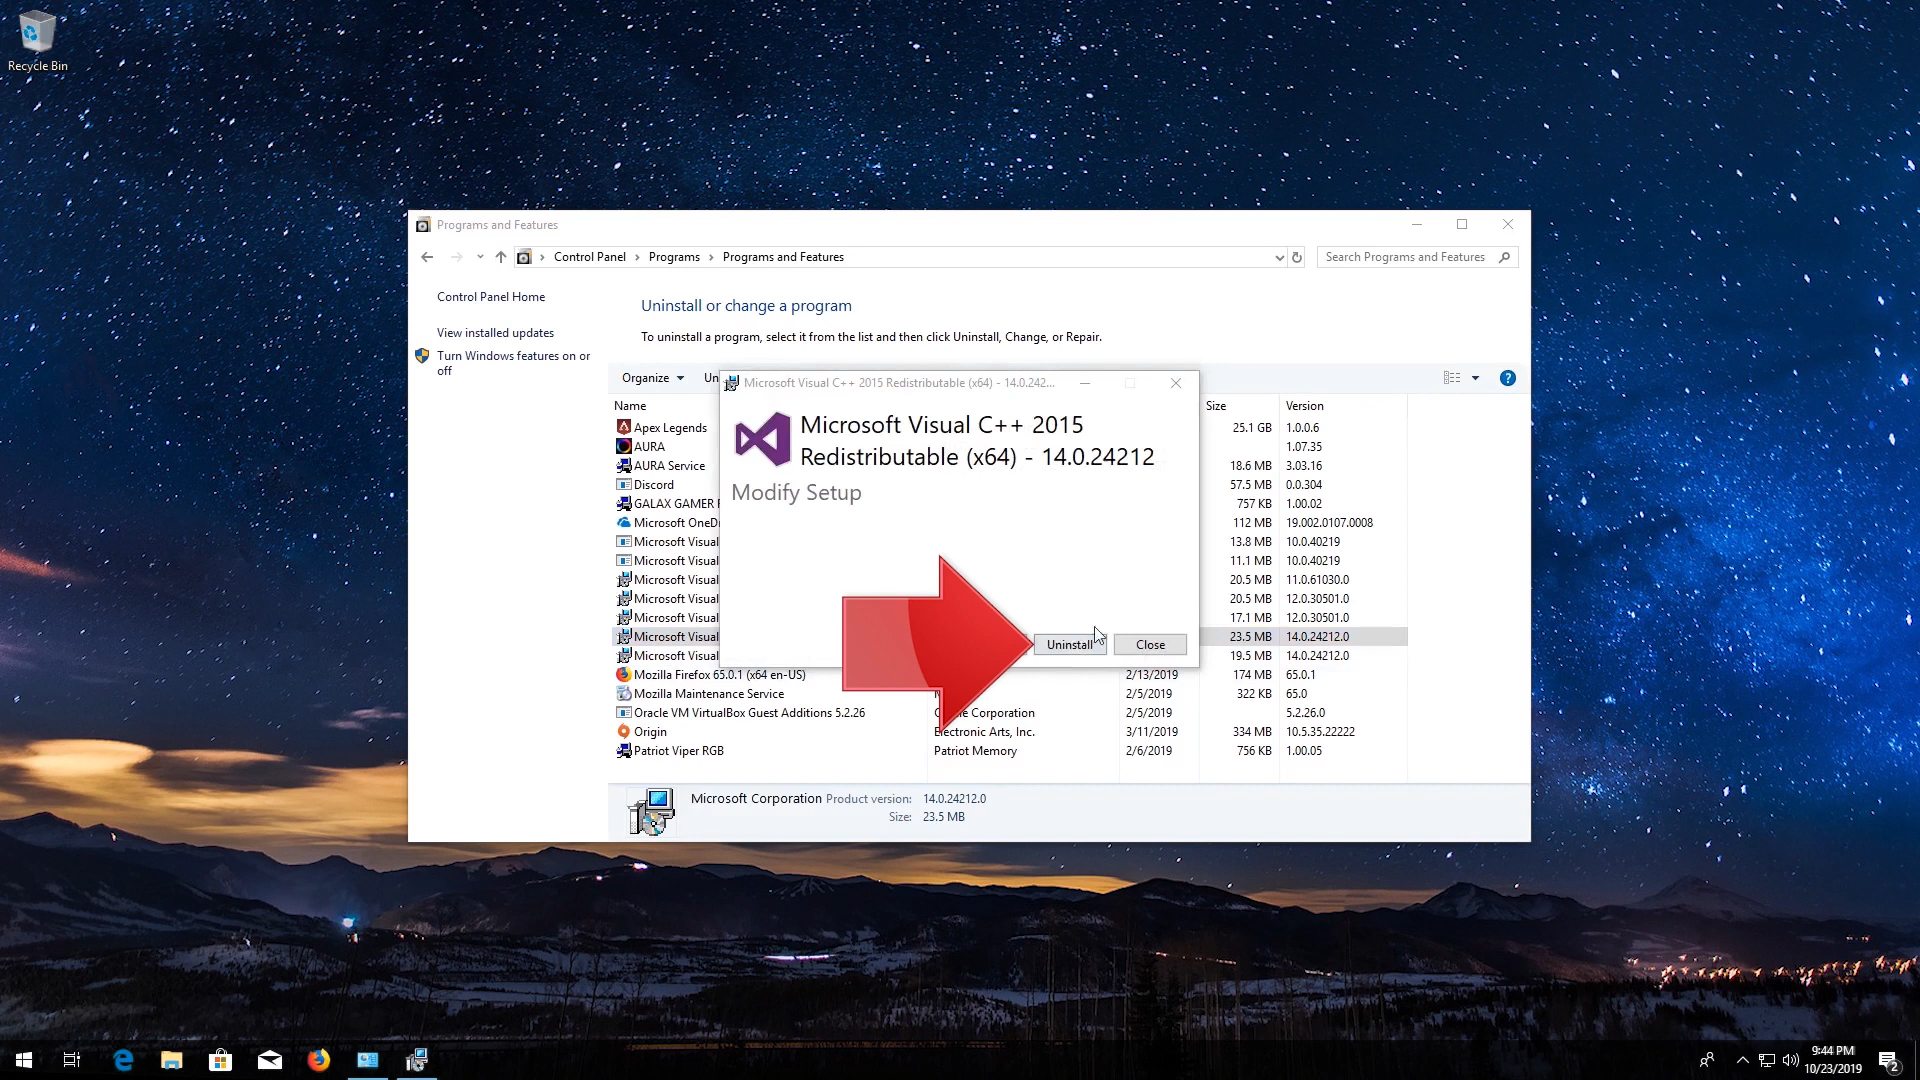 Recycle Bin
Programs and Features
Control Panel
Programs
Programs and Features
Search Programs and Features
Control Panel Home
View installed updates
Turn Windows features on or
off
Uninstall or change a program
To uninstall a program, select it from the list and then click Uninstall, Change, or Repair.
Organize
Microsoft Visual C++ 2015 Redistributable (x64) - 14.0.242...
Microsoft Visual C++ 2015
Redistributable (x64) - 14.0.24212
Modify Setup
Uninstall
Close
Name Size Version
Apex Legends 25.1 GB 1.0.0.6
AURA 1.07.35
AURA Service 18.6 MB 3.03.16
Discord 57.5 MB 0.0.304
GALAX GAMER 757 KB 1.00.02
Microsoft 112 MB 19.002.0107.0008
Microsoft Visual 13.8 MB 10.0.40219
Microsoft Visual 11.1 MB 10.0.40219
Microsoft Visual 20.5 MB 11.0.61030.0
Microsoft Visual 20.5 MB 12.0.30501.0
Microsoft Visual 17.1 MB 12.0.30501.0
Microsoft Visual 23.5 MB 14.0.24212.0
Microsoft Visual 19.5 MB 14.0.24212.0
Mozilla Firefox 65.0.1 (x64 en-US) 2/13/2019 174 MB 65.0.1
Mozilla Maintenance Service 2/5/2019 322 KB 65.0
Oracle VM VirtualBox Guest Additions 5.2.26 Corporation 2/5/2019 5.2.26.0
Origin Electronic Arts, Inc. 3/11/2019 334 MB 10.5.35.22222
Patriot Viper RGB Patriot Memory 2/6/2019 756 KB 1.00.05
Microsoft Corporation Product version: 14.0.24212.0
Size: 23.5 MB
9:44 PM
10/23/2019
2